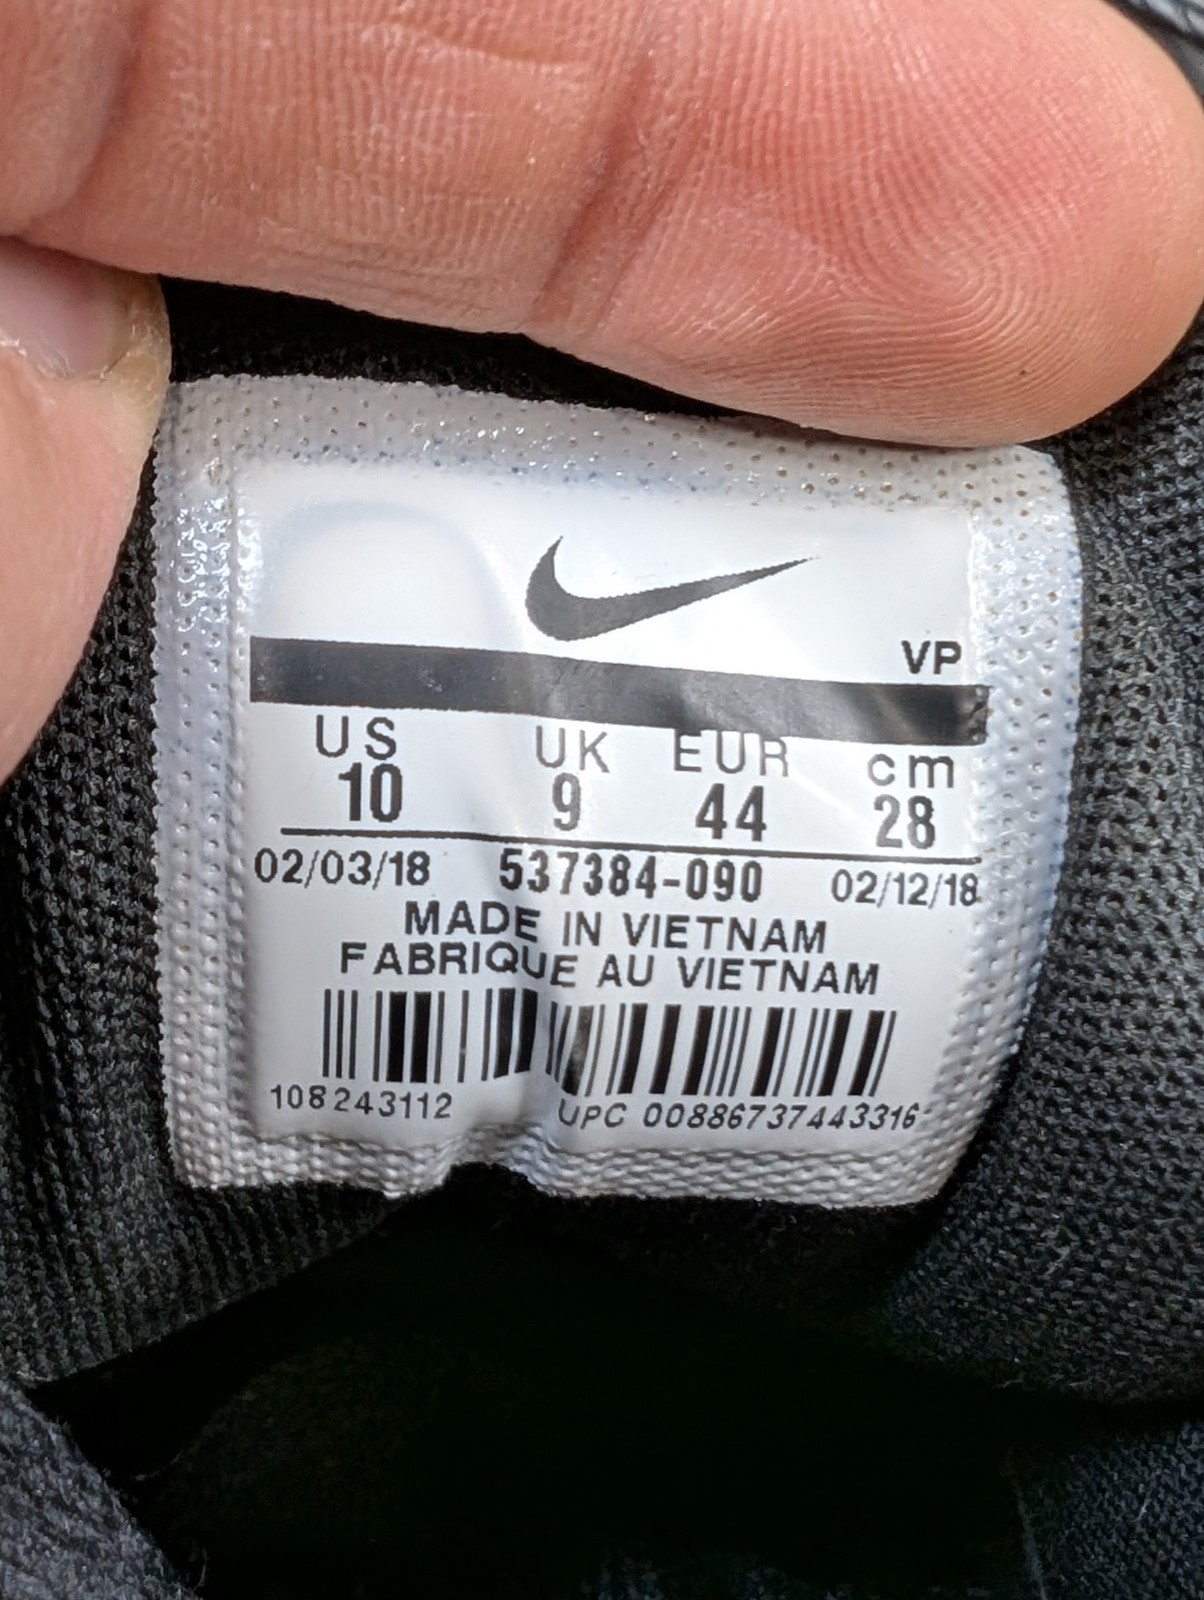 VP
US UK EUR cm
10 9 44 28
02/03/18 537384-090 02/12/18
MADE IN VIETNAM
FABRIQUE AU VIETNAM
108243112 UPC 00886737443316